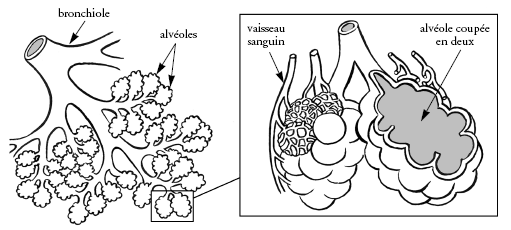 bronchiole
alvéoles
vaisseau
sanguin
alvéole coupée
en deux